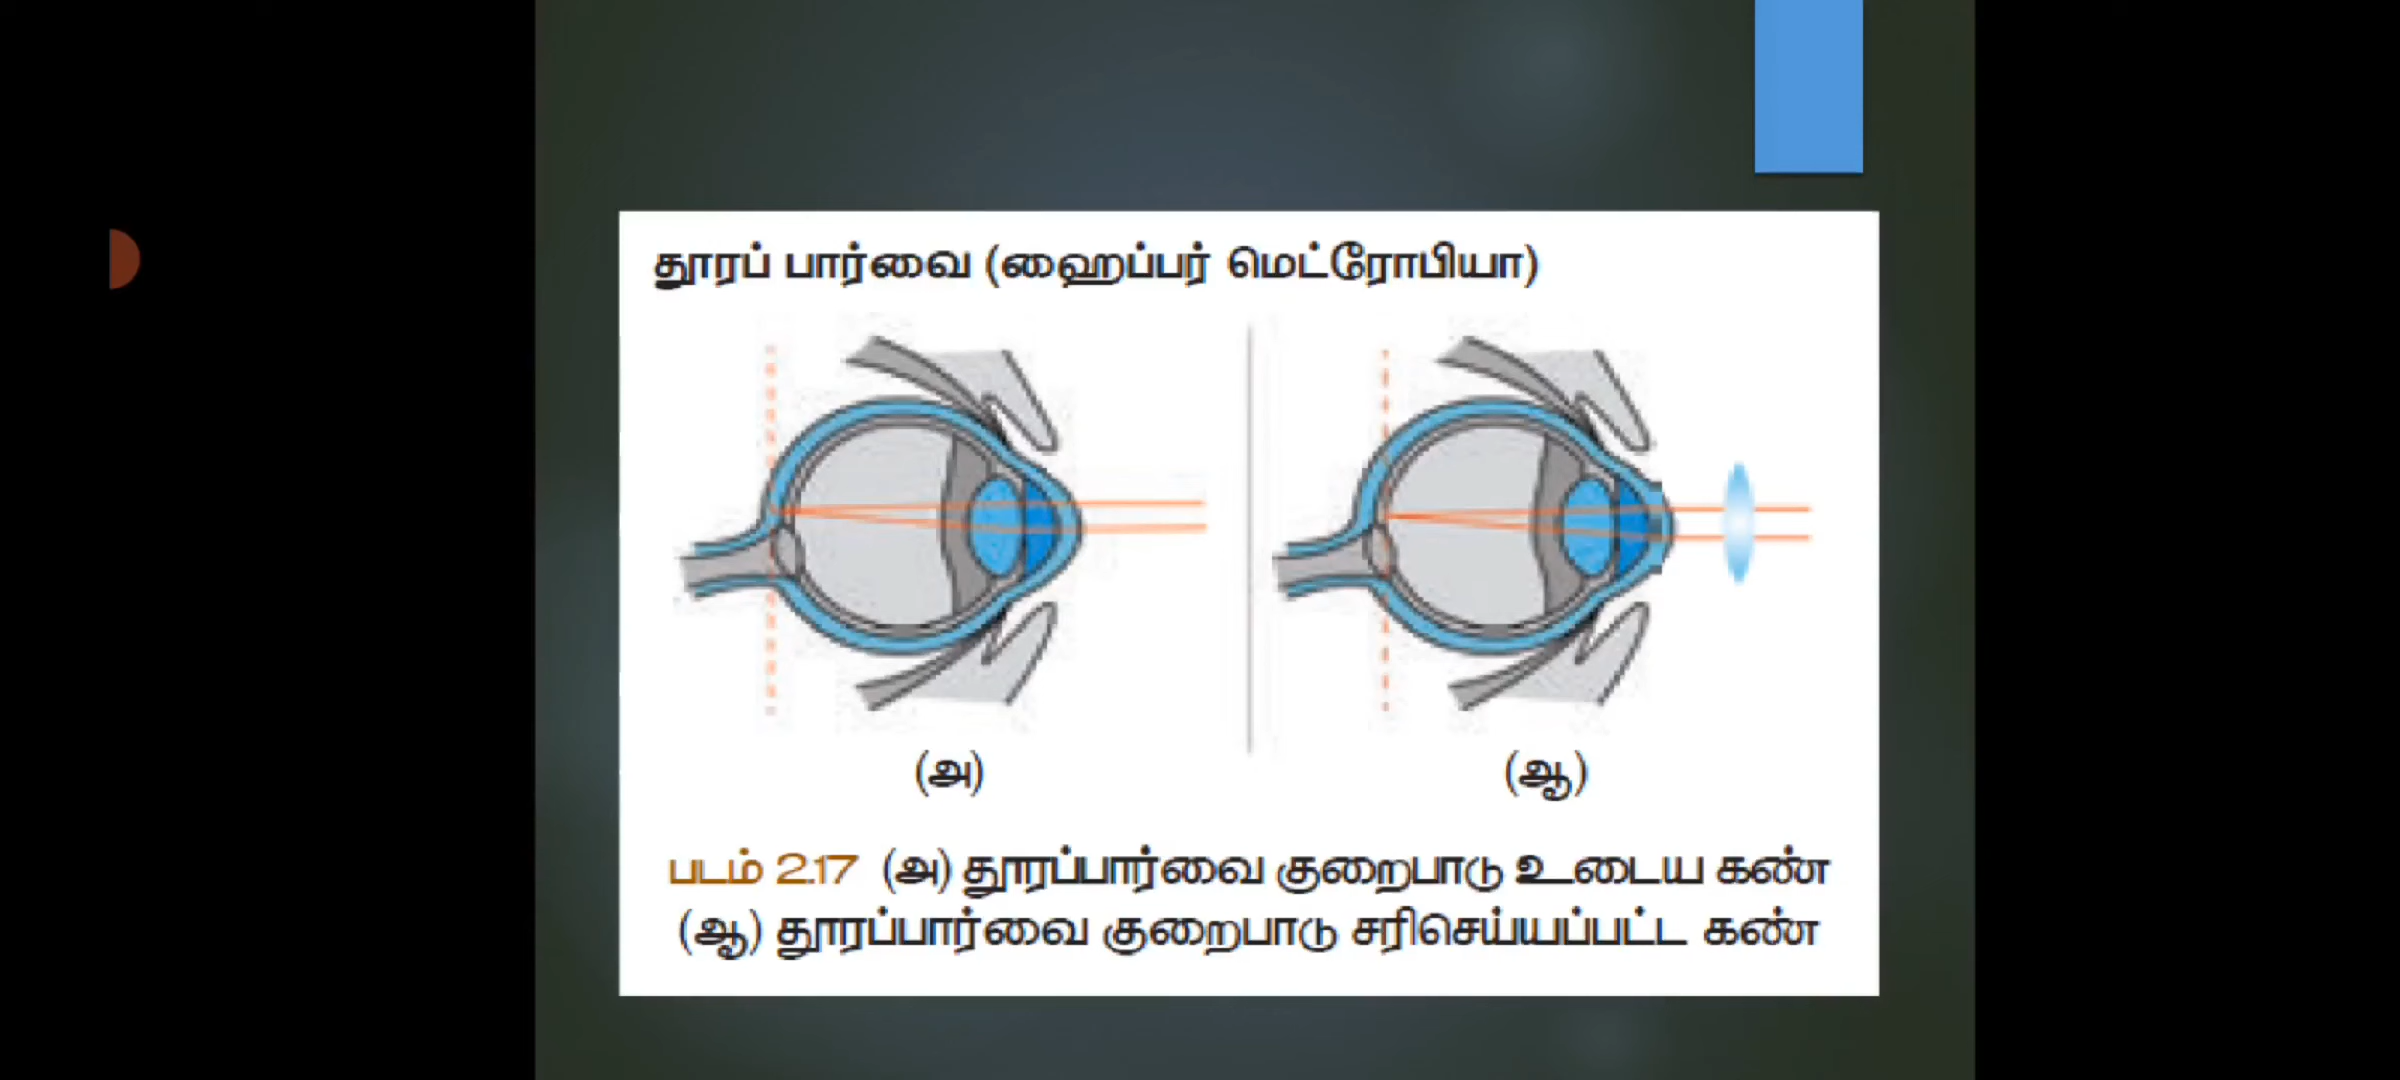 தூரப் பார்வை (ஹைப்பர் மெட்ரோபியா)
(அ)
(ஆ)
படம் 2.17 (அ) தூரப்பார்வை குறைபாடு உடைய கண்
(ஆ) தூரப்பார்வை குறைபாடு சரிசெய்யப்பட்ட கண்